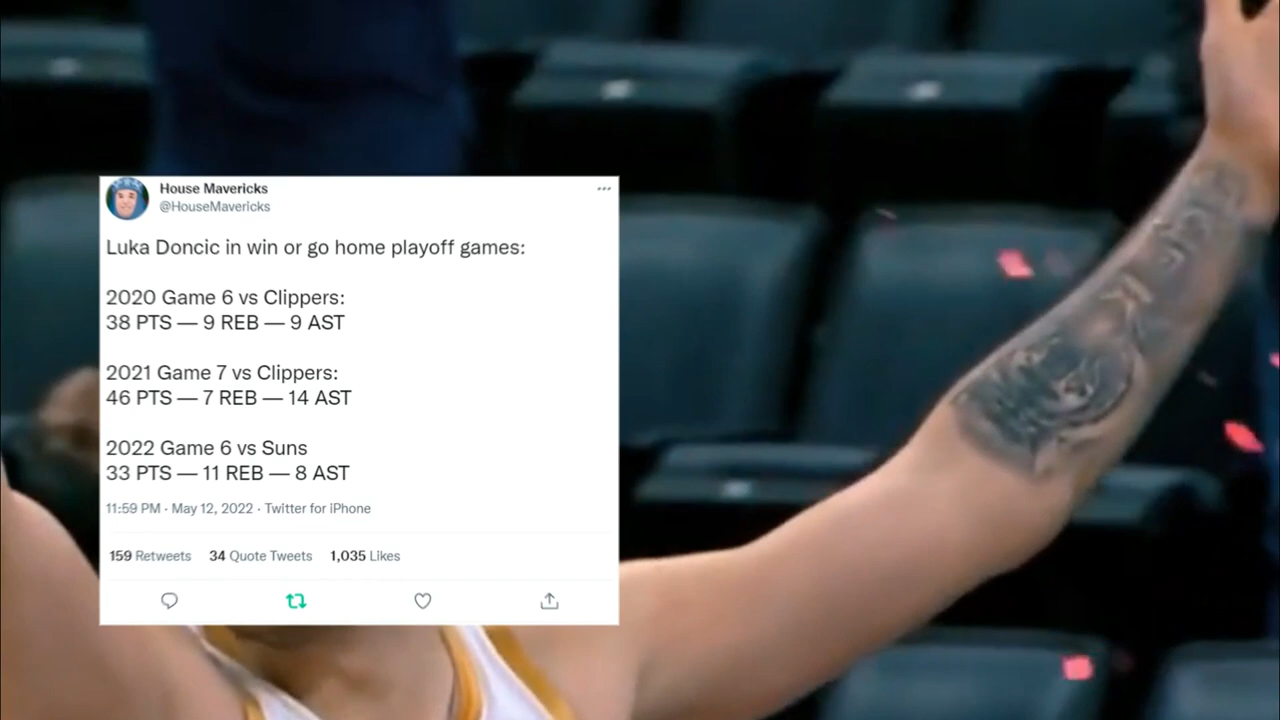 House Mavericks
@HouseMavericks
Luka Doncic in win or go home playoff games:
2020 Game 6 vs Clippers:
38 PTS — 9 REB — 9 AST
2021 Game 7 vs Clippers:
46 PTS — 7 REB — 14 AST
2022 Game 6 vs Suns
33 PTS — 11 REB — 8 AST
11:59 PM · May 12, 2022 · Twitter for iPhone
159 Retweets 34 Quote Tweets 1,035 Likes